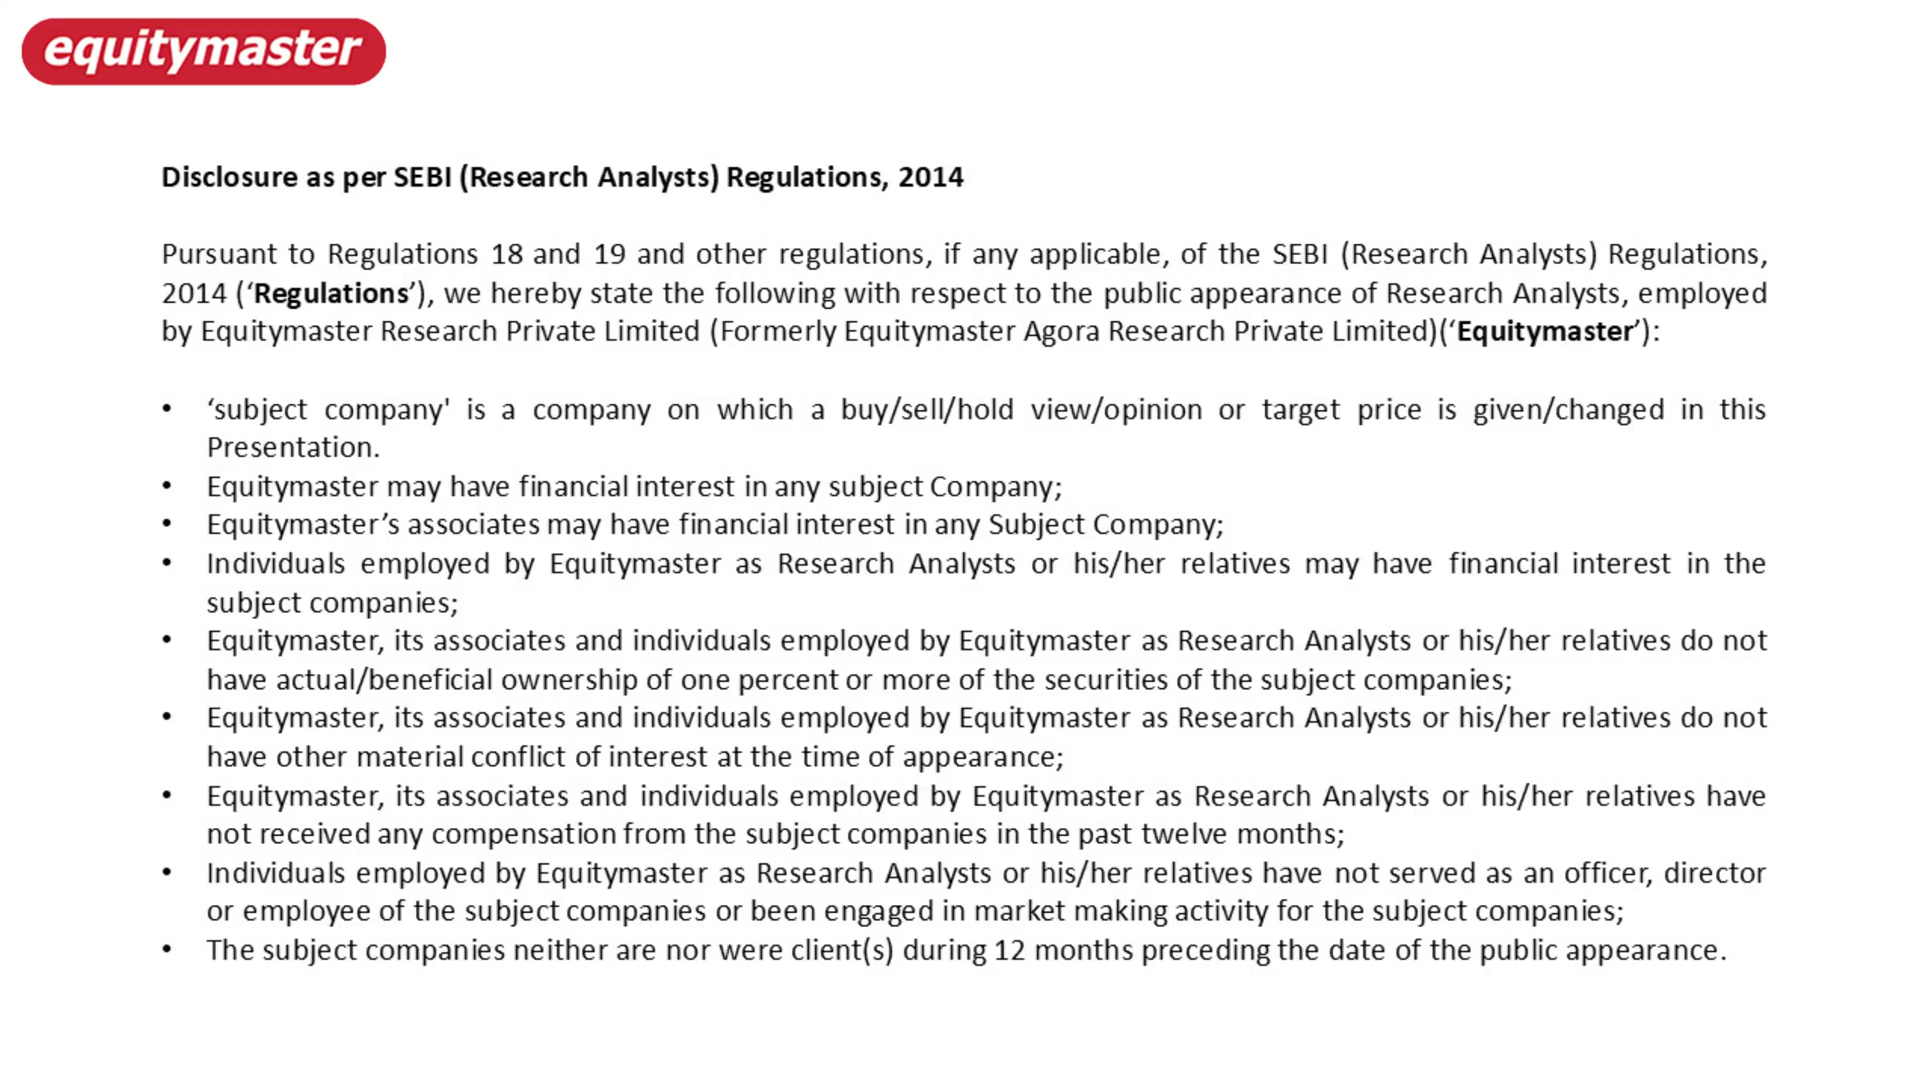 equitymaster
Disclosure as per SEBI (Research Analysts) Regulations, 2014
Pursuant to Regulations 18 and 19 and other regulations, if any applicable, of the SEBI (Research Analysts) Regulations,
2014 (‘Regulations’), we hereby state the following with respect to the public appearance of Research Analysts, employed
by Equitymaster Research Private Limited (Formerly Equitymaster Agora Research Private Limited)(‘Equitymaster’):
• ‘subject company' is a company on which a buy/sell/hold view/opinion or target price is given/changed in this
Presentation.
• Equitymaster may have financial interest in any subject Company;
• Equitymaster’s associates may have financial interest in any Subject Company;
• Individuals employed by Equitymaster as Research Analysts or his/her relatives may have financial interest in the
subject companies;
• Equitymaster, its associates and individuals employed by Equitymaster as Research Analysts or his/her relatives do not
have actual/beneficial ownership of one percent or more of the securities of the subject companies;
• Equitymaster, its associates and individuals employed by Equitymaster as Research Analysts or his/her relatives do not
have other material conflict of interest at the time of appearance;
• Equitymaster, its associates and individuals employed by Equitymaster as Research Analysts or his/her relatives have
not received any compensation from the subject companies in the past twelve months;
• Individuals employed by Equitymaster as Research Analysts or his/her relatives have not served as an officer, director
or employee of the subject companies or been engaged in market making activity for the subject companies;
• The subject companies neither are nor were client(s) during 12 months preceding the date of the public appearance.